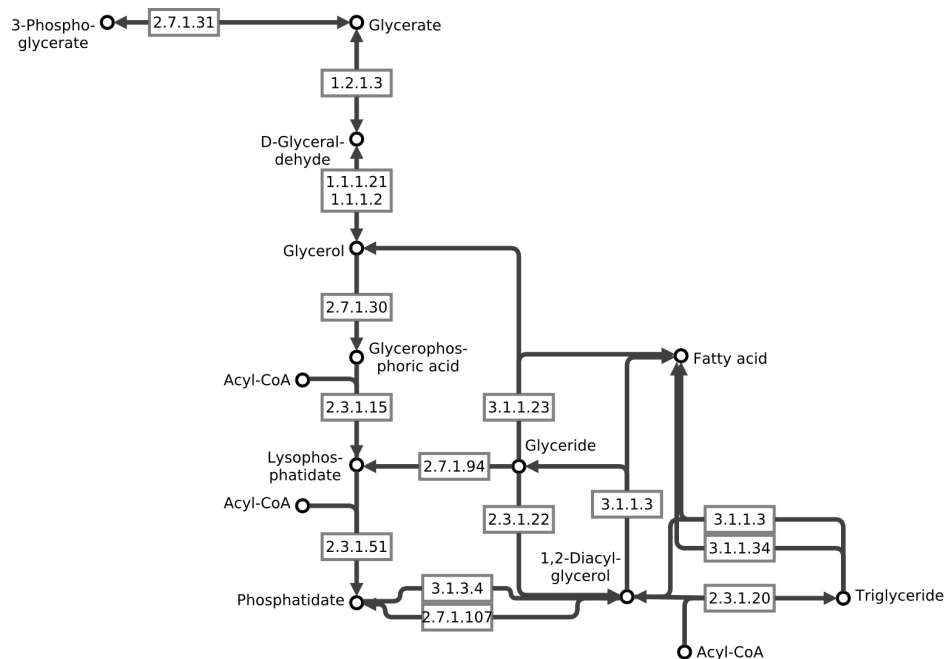 3-Phospho-
glycerate
2.7.1.31
Glycerate
1.2.1.3
D-Glyceral-
dehyde
1.1.1.21
1.1.1.2
Glycerol
2.7.1.30
Glycerophos-
phoric acid
Fatty acid
Acyl-CoA
2.3.1.15
3.1.1.23
Glyceride
Lysophos-
phatidate
2.7.1.94
Acyl-CoA
2.3.1.22
3.1.1.3
3.1.1.3
2.3.1.51
3.1.1.34
1,2-Diacyl-
glycerol
3.1.3.4
Phosphatidate
2.3.1.20
Triglyceride
2.7.1.107
Acyl-CoA